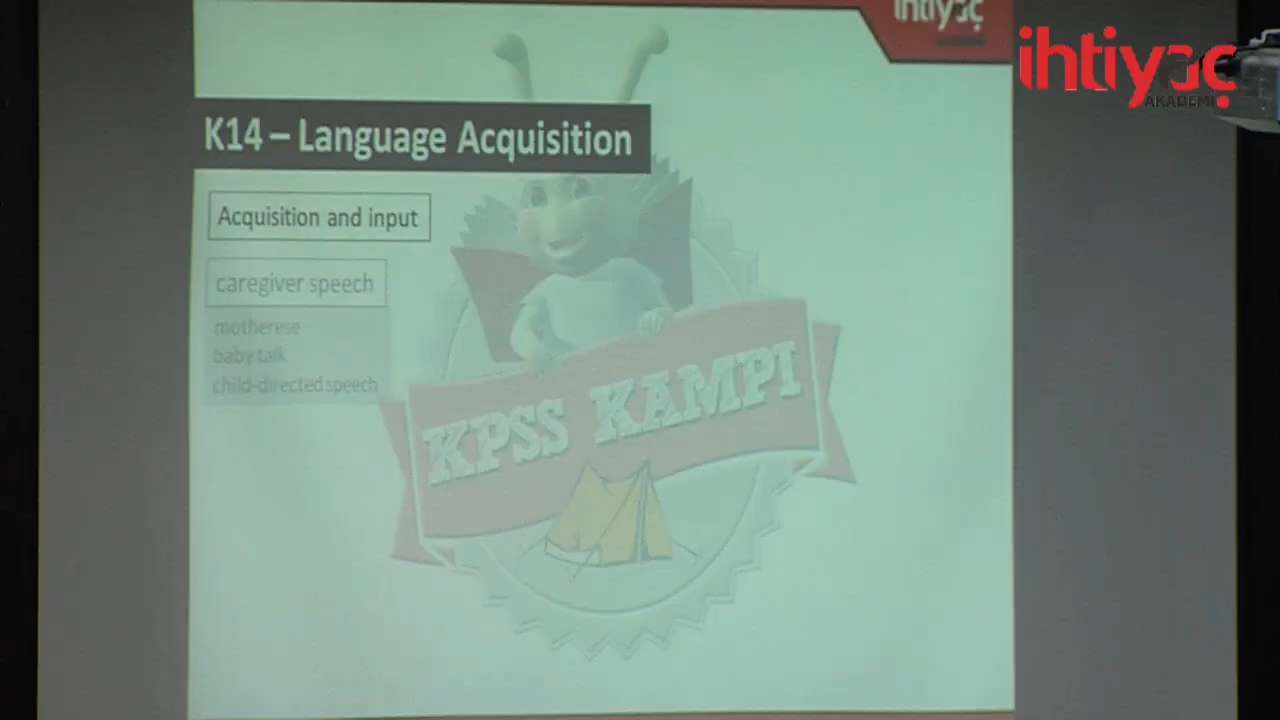 ihtiyaç
ihtiyaç
AKADEMİ
K14 – Language Acquisition
Acquisition and input
caregiver speech
motherese
baby talk
child-directed speech
KPSS KAMPI